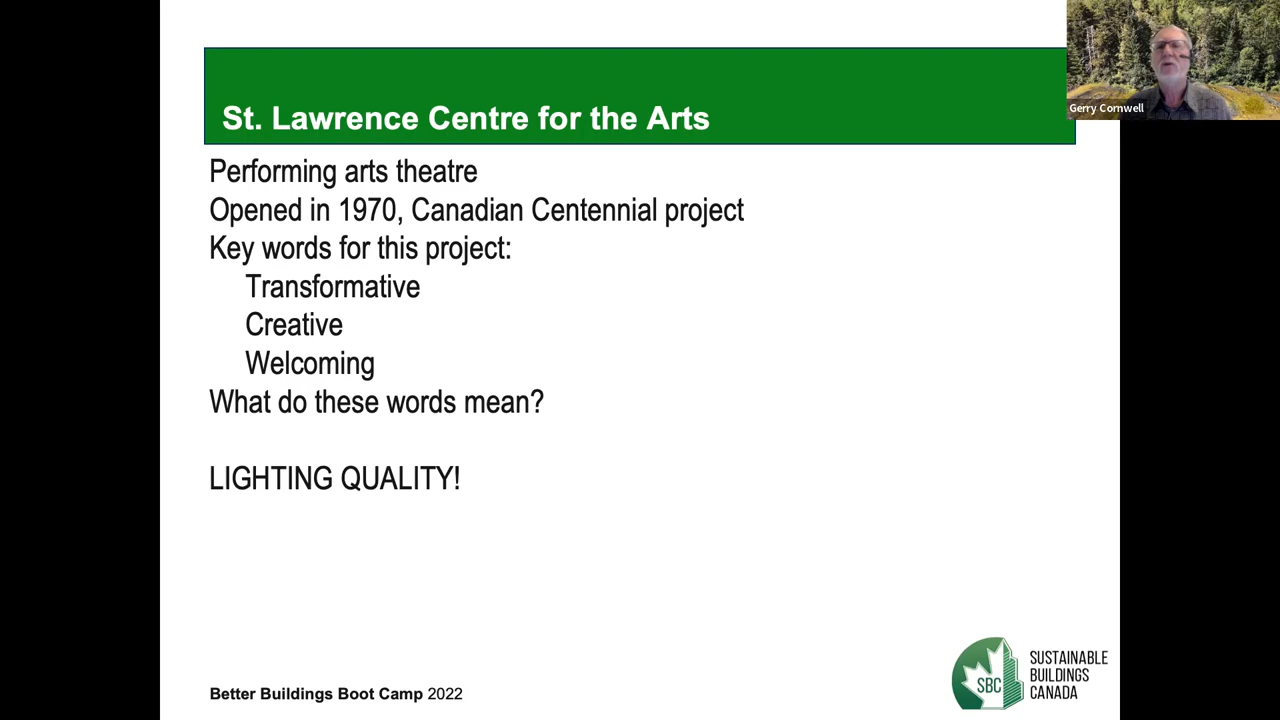 St. Lawrence Centre for the Arts
Gerry Cornwell
Performing arts theatre
Opened in 1970, Canadian Centennial project
Key words for this project:
Transformative
Creative
Welcoming
What do these words mean?
LIGHTING QUALITY!
Better Buildings Boot Camp 2022
SBC
SUSTAINABLE
BUILDINGS
CANADA